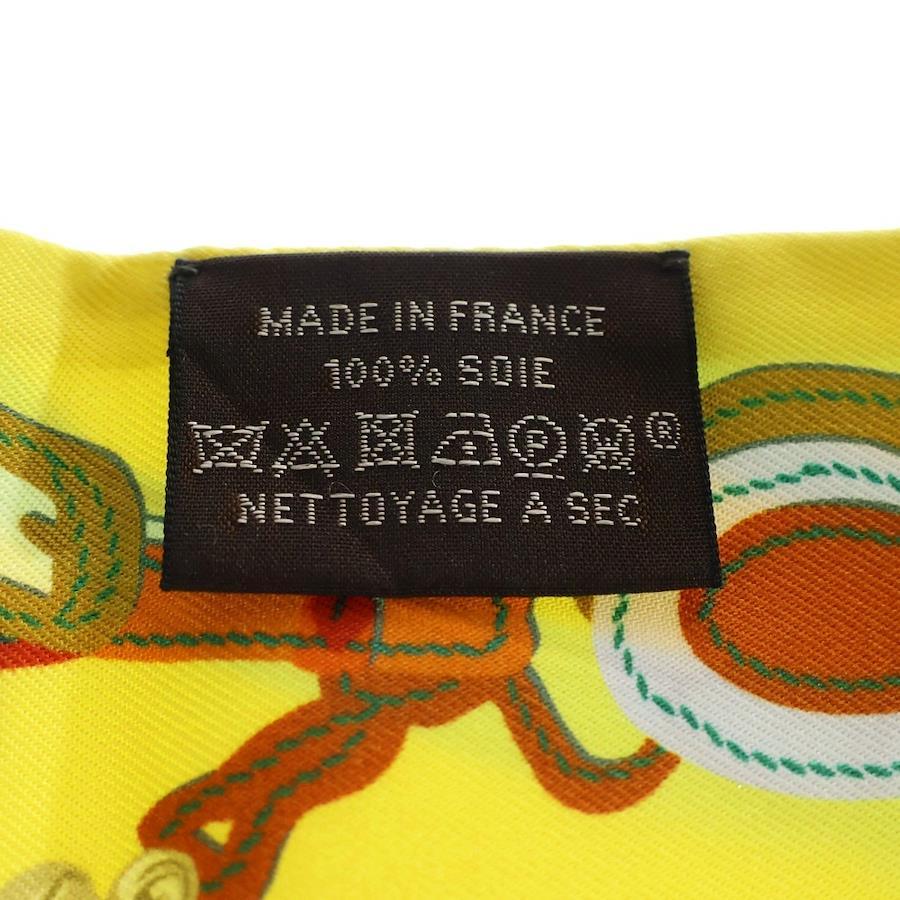 MADE IN FRANCE
100% SOIE
P W ®
NETTOYAGE A SEC